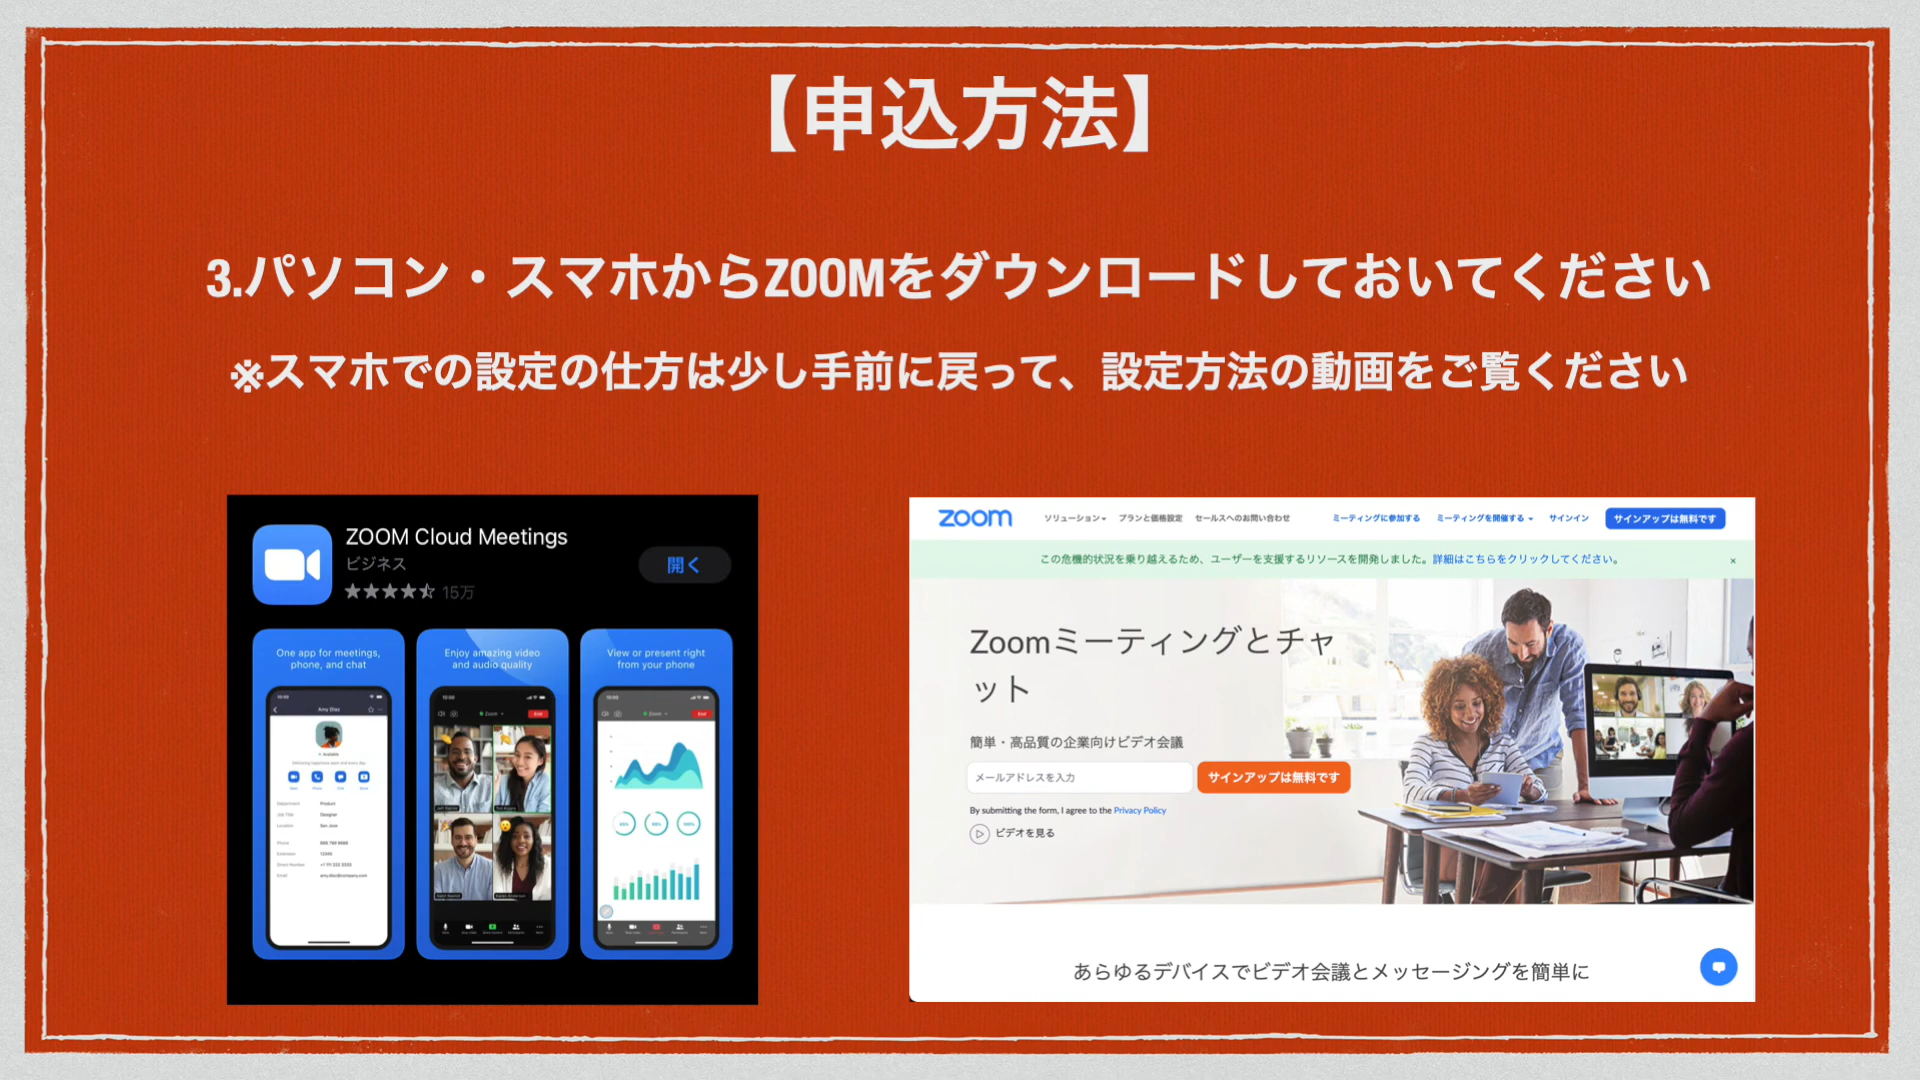 【申込方法】
3.パソコン・スマホからZOOMをダウンロードしておいてください
※スマホでの設定の仕方は少し手前に戻って、設定方法の動画をご覧ください
ZOOM Cloud Meetings
ビジネス
開く
15万
One app for meetings,
phone, and chat
Enjoy amazing video
and audio quality
View or present right
from your phone
Amy Diaz
Zoom
End
Zoom
End
zoom
ソリューション プランと価格設定 セールスへのお問い合わせ ミーティングに参加する ミーティングを開催する サインイン サインアップは無料です
この危機的状況を乗り越えるため、ユーザーを支援するリソースを開発しました。詳細はこちらをクリックしてください。 ×
Zoomミーティングとチャ
ット
簡単・高品質の企業向けビデオ会議
メールアドレスを入力 サインアップは無料です
By submitting the form, I agree to the Privacy Policy
ビデオを見る
あらゆるデバイスでビデオ会議とメッセージングを簡単に